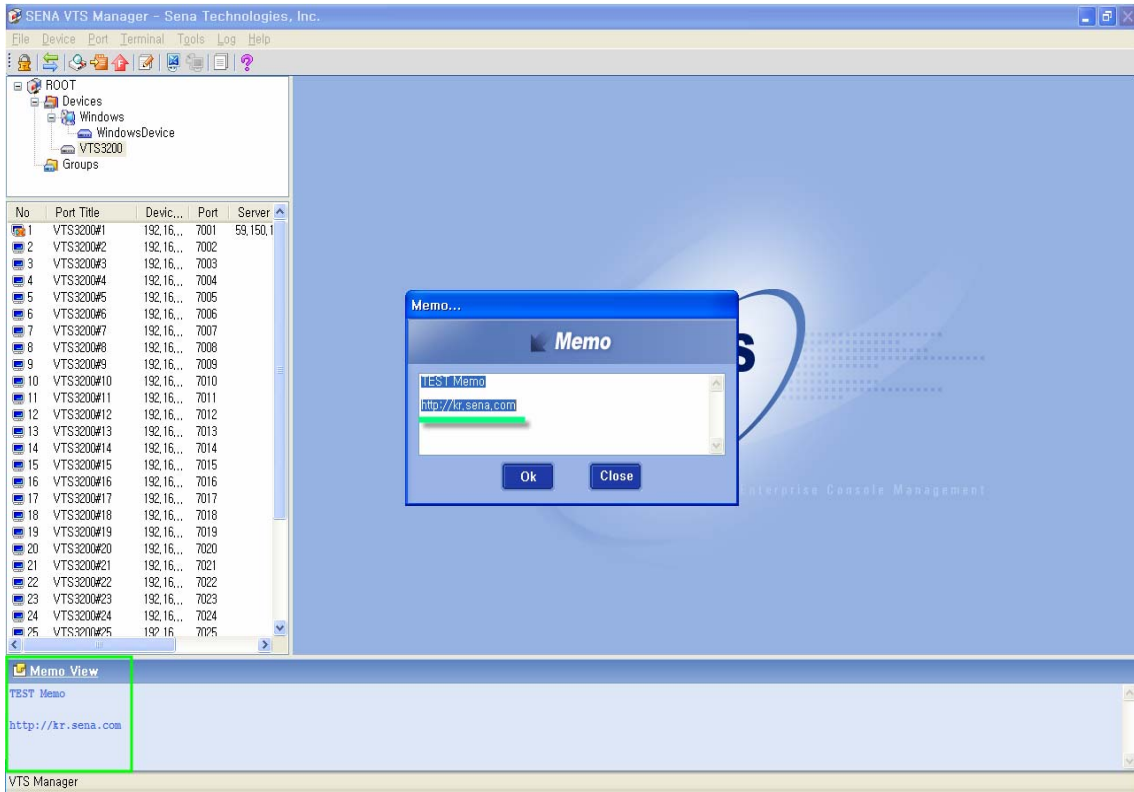 SENA VTS Manager - Sena Technologies, Inc.
File Device Port Terminal Tools Log Help
ROOT
Devices
Windows
WindowsDevice
VTS3200
Groups
No Port Title Devic... Port Server
1 VTS3200#1 192,16,.. 7001 59,150,1
2 VTS3200#2 192,16,.. 7002
3 VTS3200#3 192,16,.. 7003
4 VTS3200#4 192,16,.. 7004
5 VTS3200#5 192,16,.. 7005
6 VTS3200#6 192,16,.. 7006
7 VTS3200#7 192,16,.. 7007
8 VTS3200#8 192,16,.. 7008
9 VTS3200#9 192,16,.. 7009
10 VTS3200#10 192,16,.. 7010
11 VTS3200#11 192,16,.. 7011
12 VTS3200#12 192,16,.. 7012
13 VTS3200#13 192,16,.. 7013
14 VTS3200#14 192,16,.. 7014
15 VTS3200#15 192,16,.. 7015
16 VTS3200#16 192,16,.. 7016
17 VTS3200#17 192,16,.. 7017
18 VTS3200#18 192,16,.. 7018
19 VTS3200#19 192,16,.. 7019
20 VTS3200#20 192,16,.. 7020
21 VTS3200#21 192,16,.. 7021
22 VTS3200#22 192,16,.. 7022
23 VTS3200#23 192,16,.. 7023
24 VTS3200#24 192,16,.. 7024
25 VTS3200#25 192,16 7025
Memo...
Memo
TEST Memo
http://kr.sena.com
Ok Close
s
Enterprise Console Management
Memo View
TEST Memo
http://kr.sena.com
VTS Manager